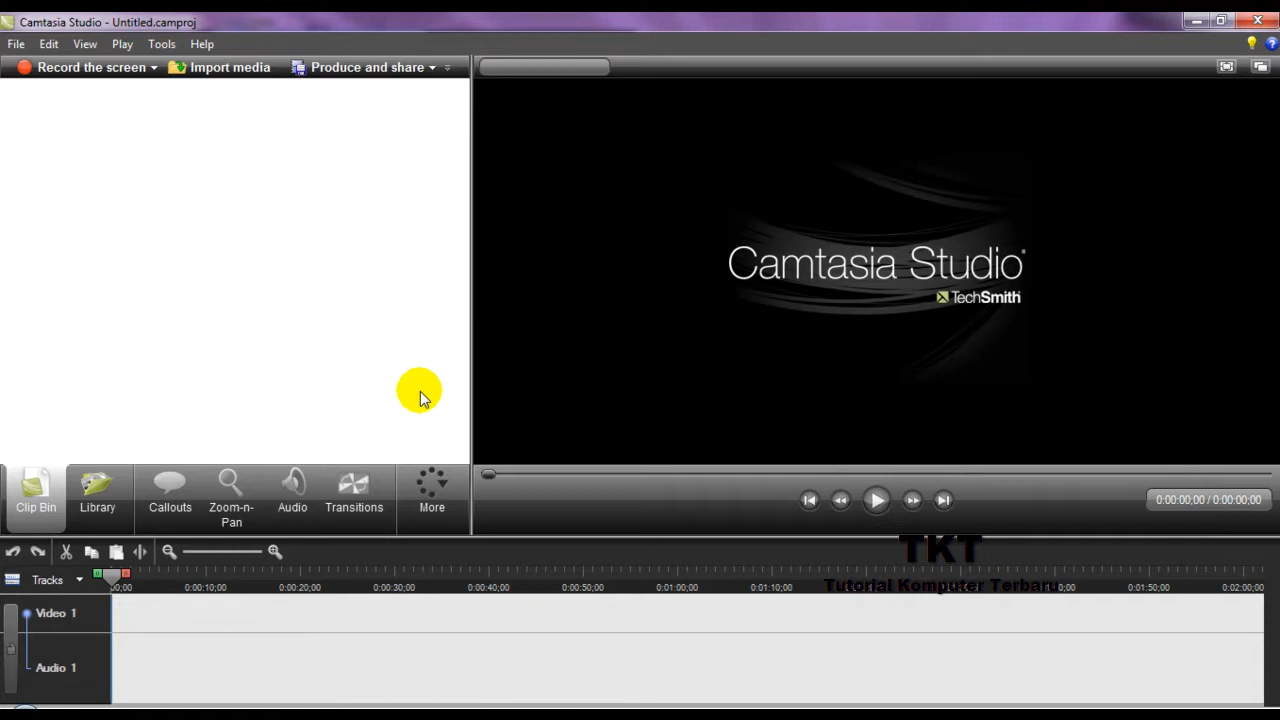 Camtasia Studio - Untitled.camproj
File Edit View Play Tools Help
Record the screen Import media Produce and share
Camtasia Studio®
TechSmith
Clip Bin
Library
Callouts
Zoom-n-
Pan
Audio
Transitions
More
0:00:00;00 / 0:00:00;00
TKT
Tutorial Komputer Terbaru
Tracks
00;00 0:00:10;00 0:00:20;00 0:00:30;00 0:00:40;00 0:00:50;00 0:01:00;00 0:01:10;00 0;00 0:01:50;00 0:02:00;00
Video 1
Audio 1